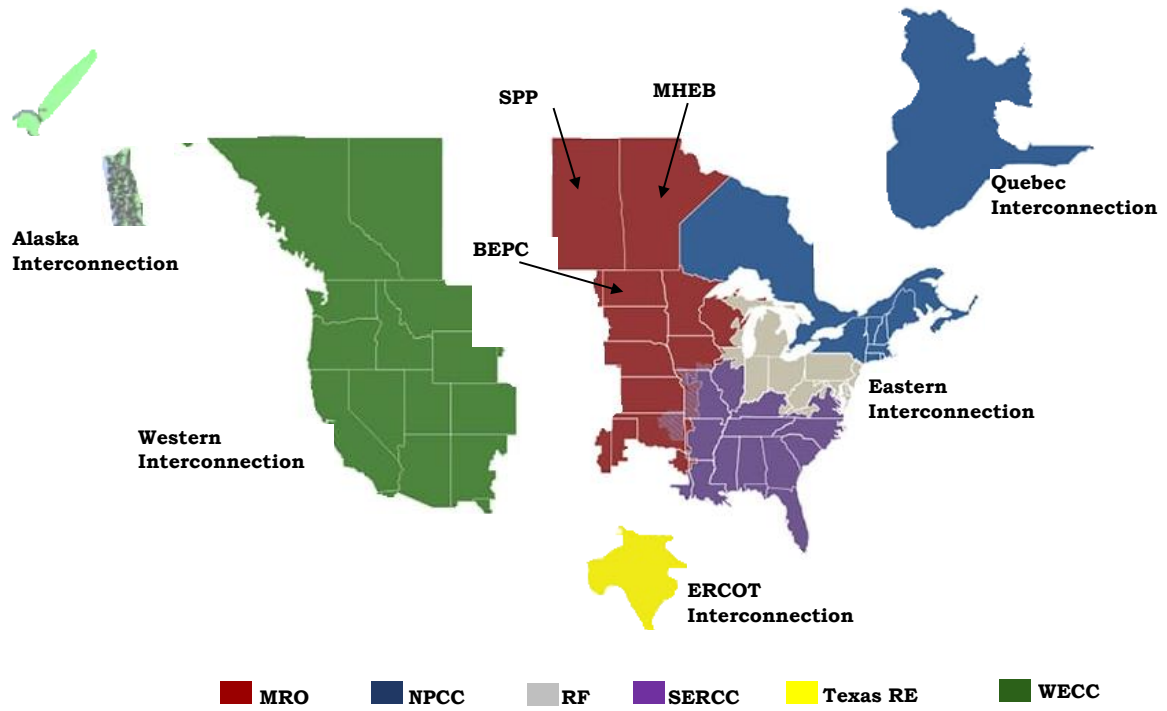 SPP
MHEB
BEPC
Quebec
Interconnection
Alaska
Interconnection
Eastern
Interconnection
Western
Interconnection
ERCOT
Interconnection
MRO
NPCC
RF
SERCC
Texas RE
WECC